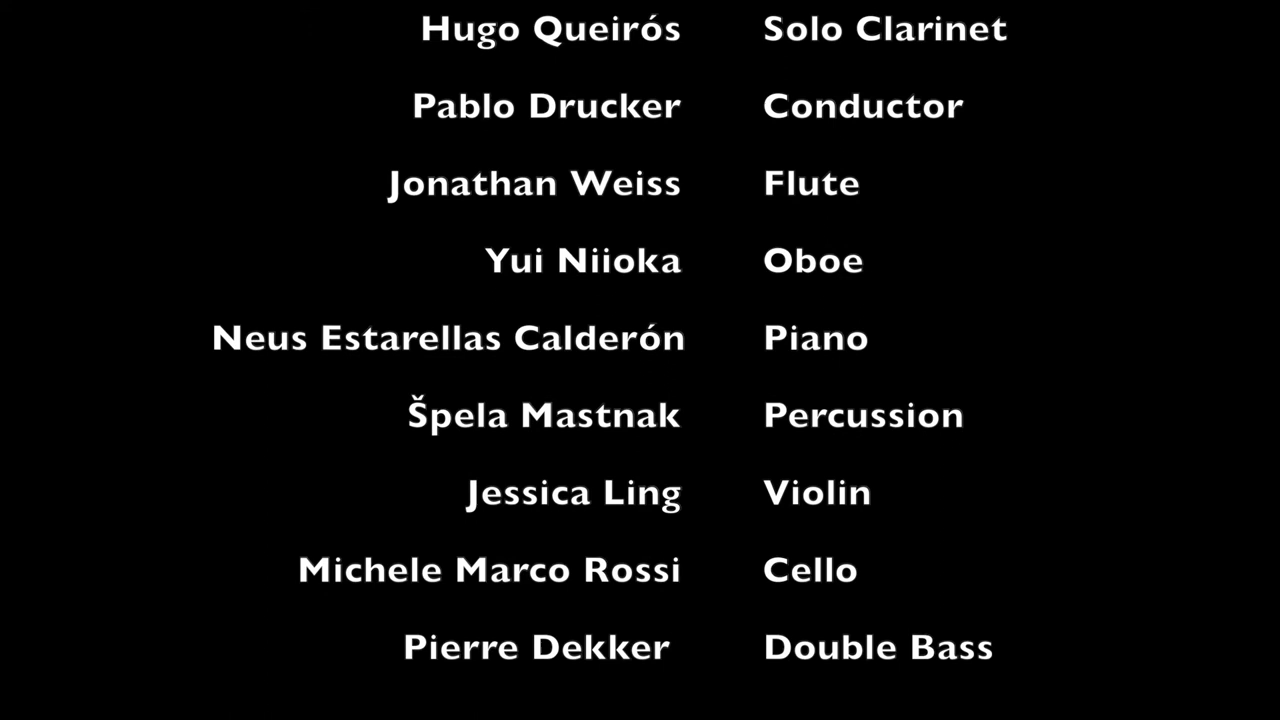 Hugo Queirós Solo Clarinet
Pablo Drucker Conductor
Jonathan Weiss Flute
Yui Niioka Oboe
Neus Estarellas Calderón Piano
Špela Mastnak Percussion
Jessica Ling Violin
Michele Marco Rossi Cello
Pierre Dekker Double Bass